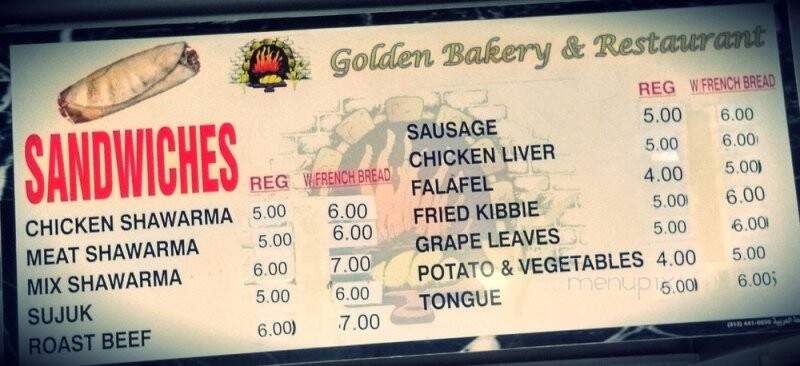 Golden Bakery & Restaurant
SANDWICHES
REG W/FRENCH BREAD
CHICKEN SHAWARMA 5.00 6.00
MEAT SHAWARMA 5.00 6.00
MIX SHAWARMA 6.00 7.00
SUJUK 5.00 6.00
ROAST BEEF 6.00 7.00
REG W/FRENCH BREAD
SAUSAGE 5.00 6.00
CHICKEN LIVER 5.00 6.00
FALAFEL 4.00 5.00
FRIED KIBBIE 5.00 6.00
GRAPE LEAVES 5.00 6.00
POTATO & VEGETABLES 4.00 5.00
TONGUE 5.00 6.00